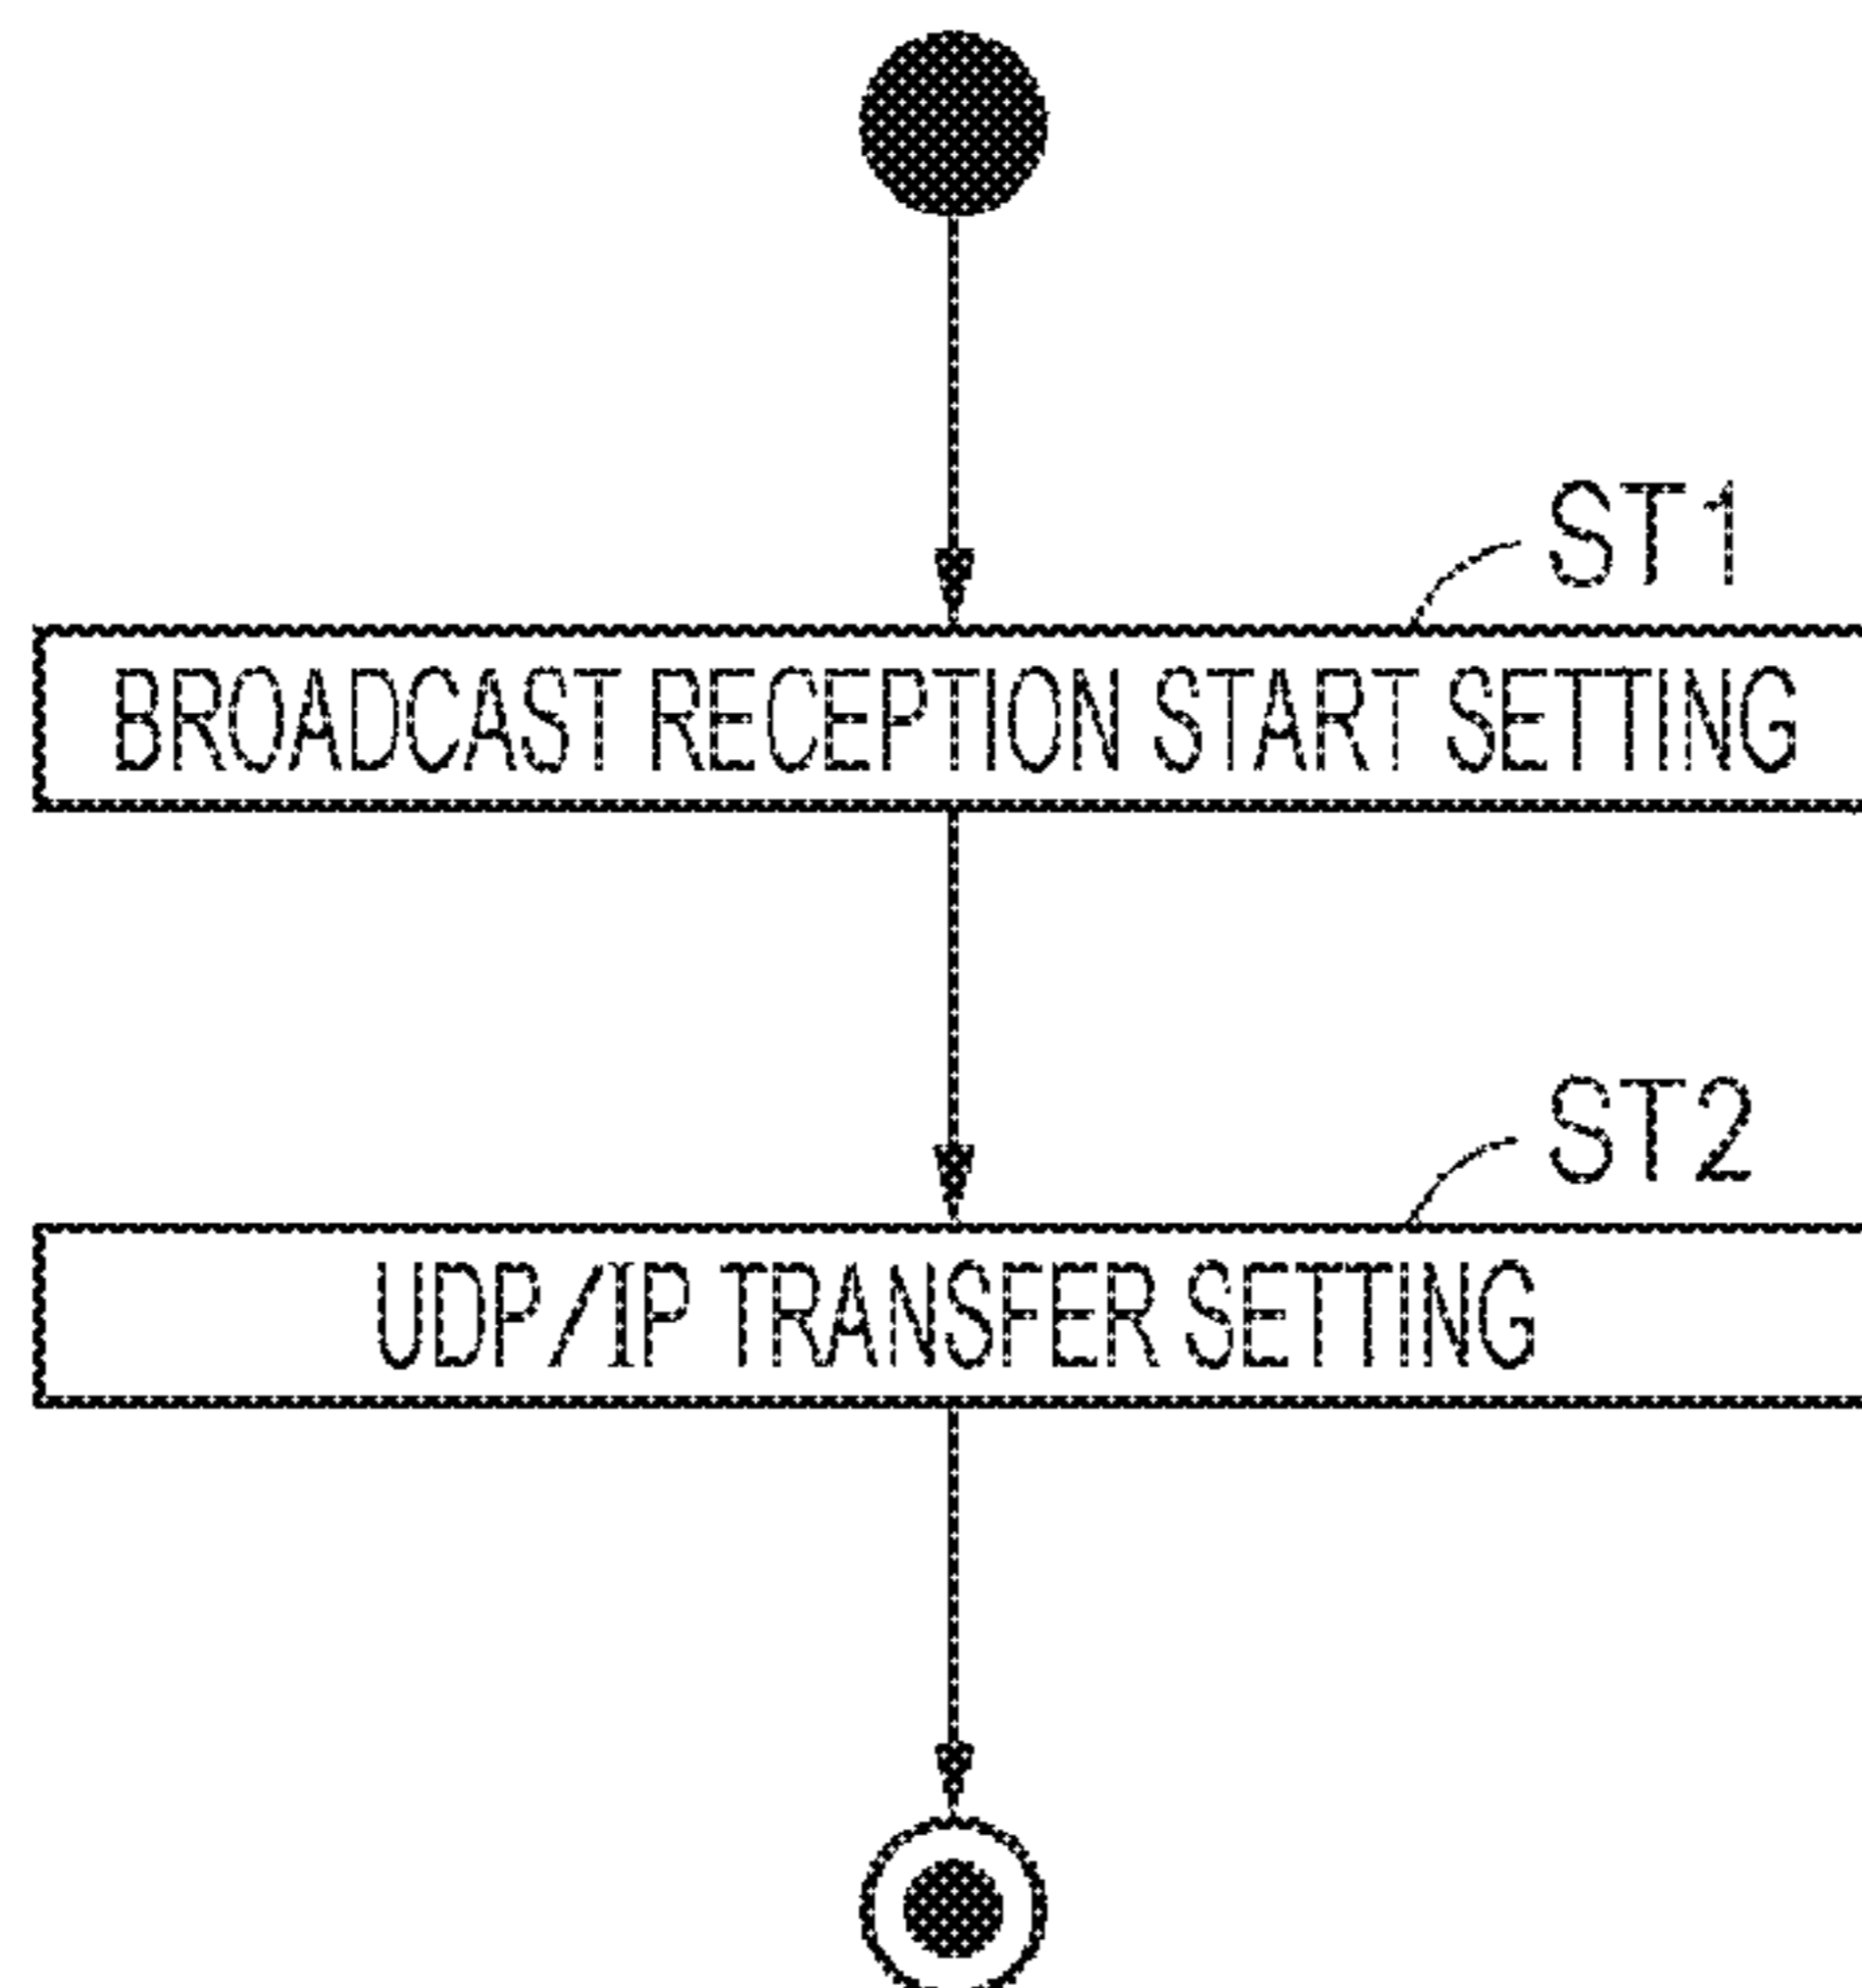 ST1
BROADCAST RECEPTION START SETTING
ST2
UDP/IP TRANSFER SETTING